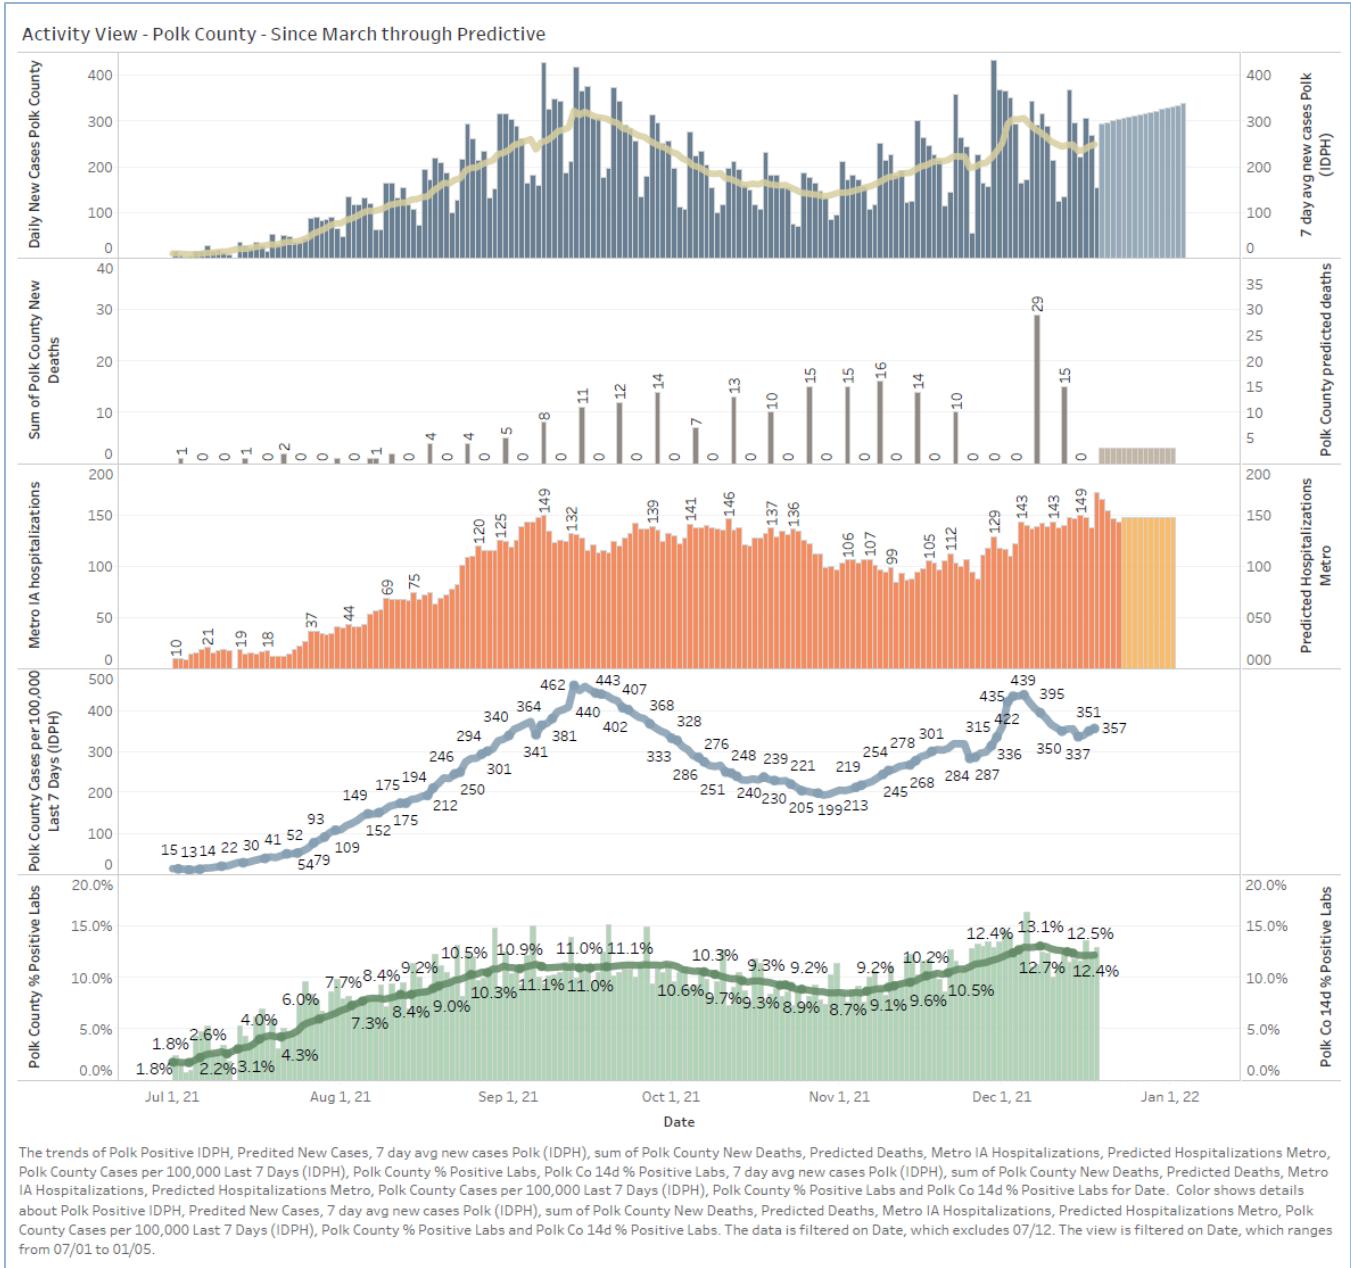 Activity View - Polk County - Since March through Predictive
Daily New Cases Polk County
400
300
200
100
0
400
300
200
100
0
7 day avg new cases Polk
(IDPH)
Sum of Polk County New
Deaths
40
30
20
10
0
1 0 0 1 0 2 0 0 0 1 0 4 0 4 0 5 0 8 0 11 0 12 0 14 0 7 0 13 0 10 0 15 0 15 0 16 0 14 0 10 0 0 0 29 15 0
35
30
25
20
15
10
5
Polk County predicted deaths
Metro IA hospitalizations
200
150
100
50
0
10 21 19 18 37 44 69 75 120 125 149 132 139 141 146 137 136 106 107 99 105 112 129 143 143 149
200
150
100
050
000
Predicted Hospitalizations
Metro
Polk County Cases per 100,000
Last 7 Days (IDPH)
500
400
300
200
100
0
15 13 14 22 30 41 52 54 79 93 109 149 152 175 175 194 212 246 250 294 301 340 364 341 381 462 440 443 402 407 368 333 328 286 276 251 248 240 239 230 221 205 199 219 213 254 245 278 268 301 284 315 287 435 422 336 439 395 350 337 351 357
Polk County % Positive Labs
20.0%
15.0%
10.0%
5.0%
0.0%
1.8% 1.8% 2.6% 2.2% 4.0% 3.1% 6.0% 4.3% 7.7% 7.3% 8.4% 8.4% 9.2% 9.0% 10.5% 10.3% 10.9% 11.1% 11.0% 11.0% 11.1% 10.6% 10.3% 9.7% 9.3% 9.3% 9.2% 8.9% 8.7% 9.2% 9.1% 10.2% 9.6% 10.5% 12.4% 13.1% 12.7% 12.5% 12.4%
20.0%
15.0%
10.0%
5.0%
0.0%
Polk Co 14d % Positive Labs
Jul 1, 21 Aug 1, 21 Sep 1, 21 Oct 1, 21 Nov 1, 21 Dec 1, 21 Jan 1, 22
Date
The trends of Polk Positive IDPH, Predited New Cases, 7 day avg new cases Polk (IDPH), sum of Polk County New Deaths, Predicted Deaths, Metro IA Hospitalizations, Predicted Hospitalizations Metro,
Polk County Cases per 100,000 Last 7 Days (IDPH), Polk County % Positive Labs, Polk Co 14d % Positive Labs, 7 day avg new cases Polk (IDPH), sum of Polk County New Deaths, Predicted Deaths, Metro
IA Hospitalizations, Predicted Hospitalizations Metro, Polk County Cases per 100,000 Last 7 Days (IDPH), Polk County % Positive Labs and Polk Co 14d % Positive Labs for Date. Color shows details
about Polk Positive IDPH, Predited New Cases, 7 day avg new cases Polk (IDPH), sum of Polk County New Deaths, Predicted Deaths, Metro IA Hospitalizations, Predicted Hospitalizations Metro, Polk
County Cases per 100,000 Last 7 Days (IDPH), Polk County % Positive Labs and Polk Co 14d % Positive Labs. The data is filtered on Date, which excludes 07/12. The view is filtered on Date, which ranges
from 07/01 to 01/05.